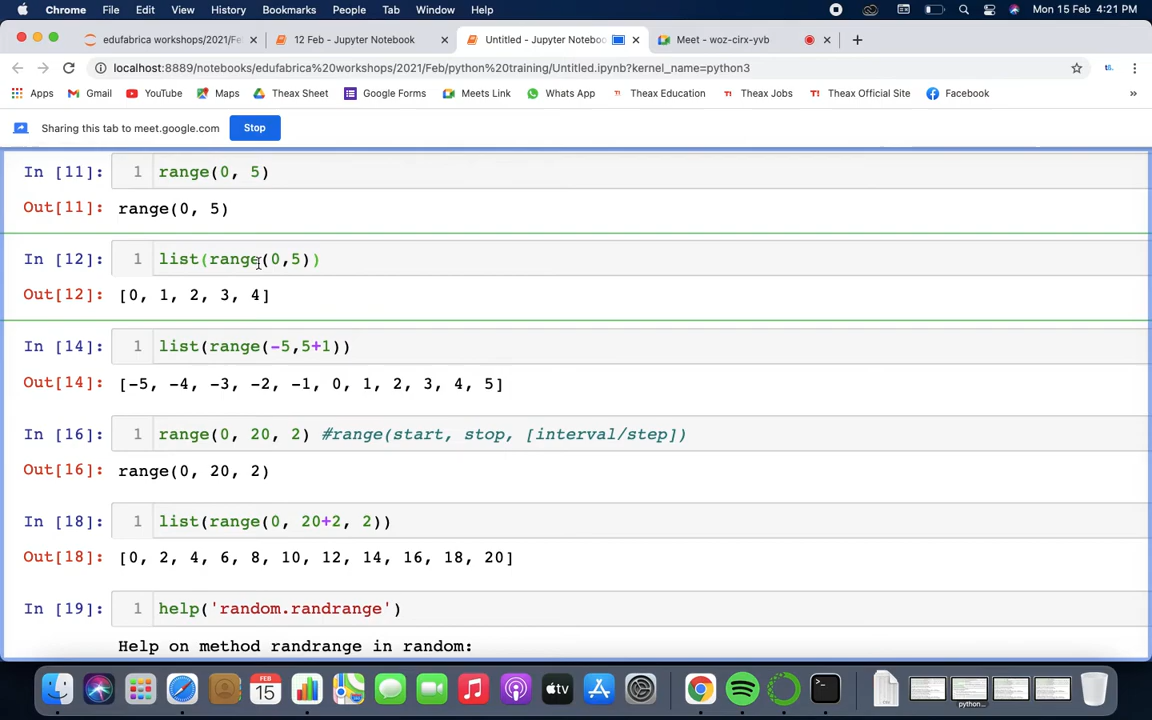 Chrome File Edit View History Bookmarks People Tab Window Help Mon 15 Feb 4:21 PM
edufabrica workshops/2021/Fe 12 Feb - Jupyter Notebook Untitled - Jupyter Noteboo Meet - woz-cirx-yvb
localhost:8889/notebooks/edufabrica%20workshops/2021/Feb/python%20training/Untitled.ipynb?kernel_name=python3
Apps Gmail YouTube Maps Theax Sheet Google Forms Meets Link Whats App Theax Education Theax Jobs Theax Official Site Facebook »
Sharing this tab to meet.google.com Stop
In [11]: 1 range(0, 5)
Out[11]: range(0, 5)
In [12]: 1 list(range(0,5))
Out[12]: [0, 1, 2, 3, 4]
In [14]: 1 list(range(-5,5+1))
Out[14]: [-5, -4, -3, -2, -1, 0, 1, 2, 3, 4, 5]
In [16]: 1 range(0, 20, 2) #range(start, stop, [interval/step])
Out[16]: range(0, 20, 2)
In [18]: 1 list(range(0, 20+2, 2))
Out[18]: [0, 2, 4, 6, 8, 10, 12, 14, 16, 18, 20]
In [19]: 1 help('random.randrange')
Help on method randrange in random:
FEB
15
tv
python...